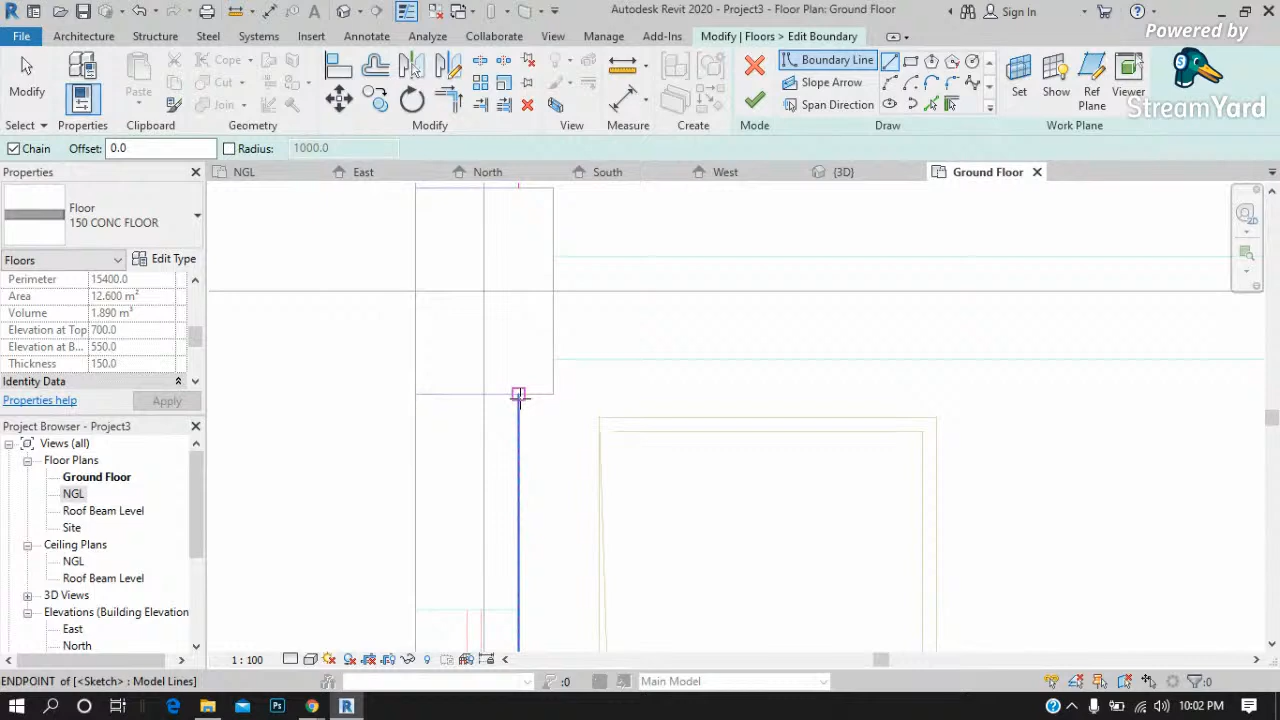 Autodesk Revit 2020 - Project3 - Floor Plan: Ground Floor
Sign In
Powered by
StreamYard
File
Architecture
Structure
Steel
Systems
Insert
Annotate
Analyze
Collaborate
View
Manage
Add-Ins
Modify | Floors > Edit Boundary
Modify
Paste
Cope
Cut
Join
Boundary Line
Slope Arrow
Span Direction
Set
Show
Ref
Plane
Viewer
Select
Properties
Clipboard
Geometry
Modify
View
Measure
Create
Mode
Draw
Work Plane
Chain
Offset: 0.0
Radius: 1000.0
Properties
NGL
East
North
South
West
{3D}
Ground Floor
Floor
150 CONC FLOOR
Floors
Edit Type
Perimeter 15400.0
Area 12.600 m²
Volume 1.890 m³
Elevation at Top 700.0
Elevation at B... 550.0
Thickness 150.0
Identity Data
Properties help
Apply
Project Browser - Project3
Views (all)
Floor Plans
Ground Floor
NGL
Roof Beam Level
Site
Ceiling Plans
NGL
Roof Beam Level
3D Views
Elevations (Building Elevation
East
North
1 : 100
ENDPOINT of [<Sketch> : Model Lines]
:0
Main Model
:0
10:02 PM